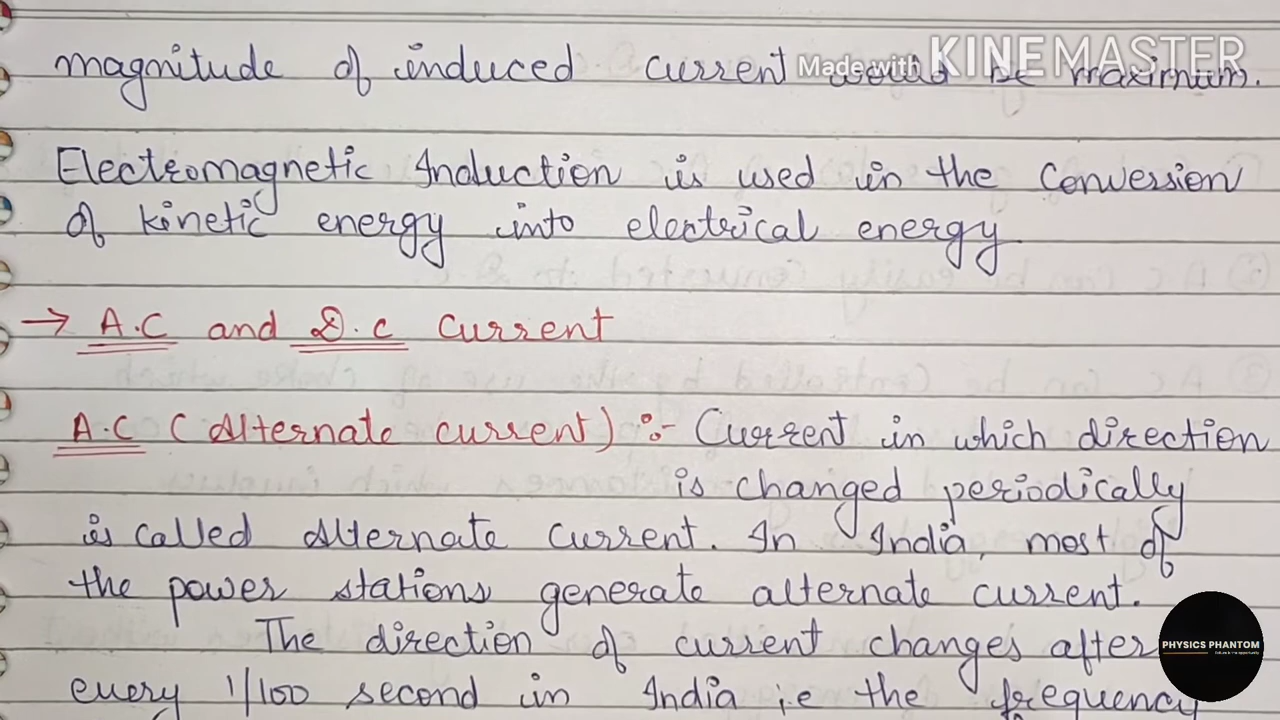 magnitude of induced current would be maximum.
Made with KINEMASTER
Electromagnetic Induction is used in the Conversion
of kinetic energy into electrical energy
→ A.C and D.C Current
A.C (Alternate current) :- Current in which direction
is changed periodically
is called Alternate Current. In India, most of
the power stations generate alternate current.
The direction of current changes after
every 1/100 second in India i.e the frequency
PHYSICS PHANTOM